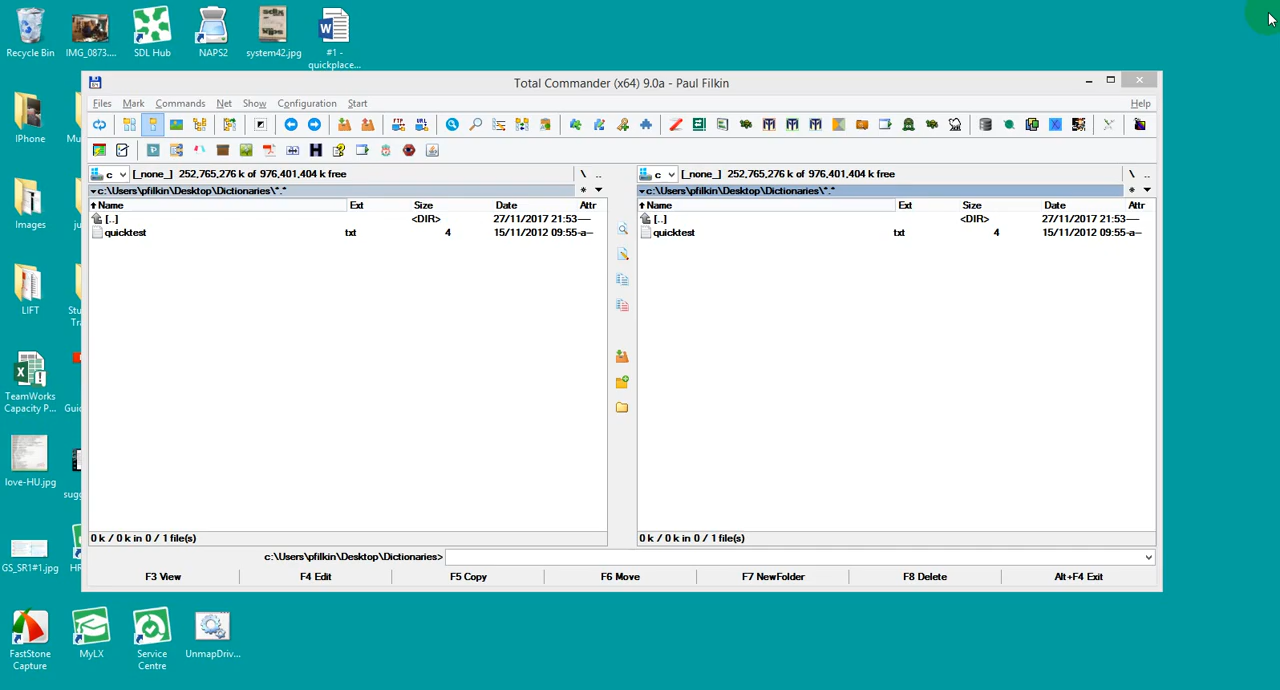 Recycle Bin
IMG_0873....
SDL Hub
NAPS2
system42.jpg
#1 -
quickplace...
Total Commander (x64) 9.0a - Paul Filkin
Files Mark Commands Net Show Configuration Start Help
c [_none_] 252,765,276 k of 976,401,404 k free \ ..
c:\Users\pfilkin\Desktop\Dictionaries\*.* *
Name Ext Size Date Attr
[..] <DIR> 27/11/2017 21:53----
quicktest txt 4 15/11/2012 09:55-a--
0 k / 0 k in 0 / 1 file(s)
c [_none_] 252,765,276 k of 976,401,404 k free \ ..
c:\Users\pfilkin\Desktop\Dictionaries\*.* *
Name Ext Size Date Attr
[..] <DIR> 27/11/2017 21:53----
quicktest txt 4 15/11/2012 09:55-a--
0 k / 0 k in 0 / 1 file(s)
c:\Users\pfilkin\Desktop\Dictionaries>
F3 View F4 Edit F5 Copy F6 Move F7 NewFolder F8 Delete Alt+F4 Exit
IPhone
Images
LIFT
TeamWorks
Capacity P...
love-HU.jpg
GS_SR1#1.jpg
FastStone
Capture
MyLX
Service
Centre
UnmapDriv...